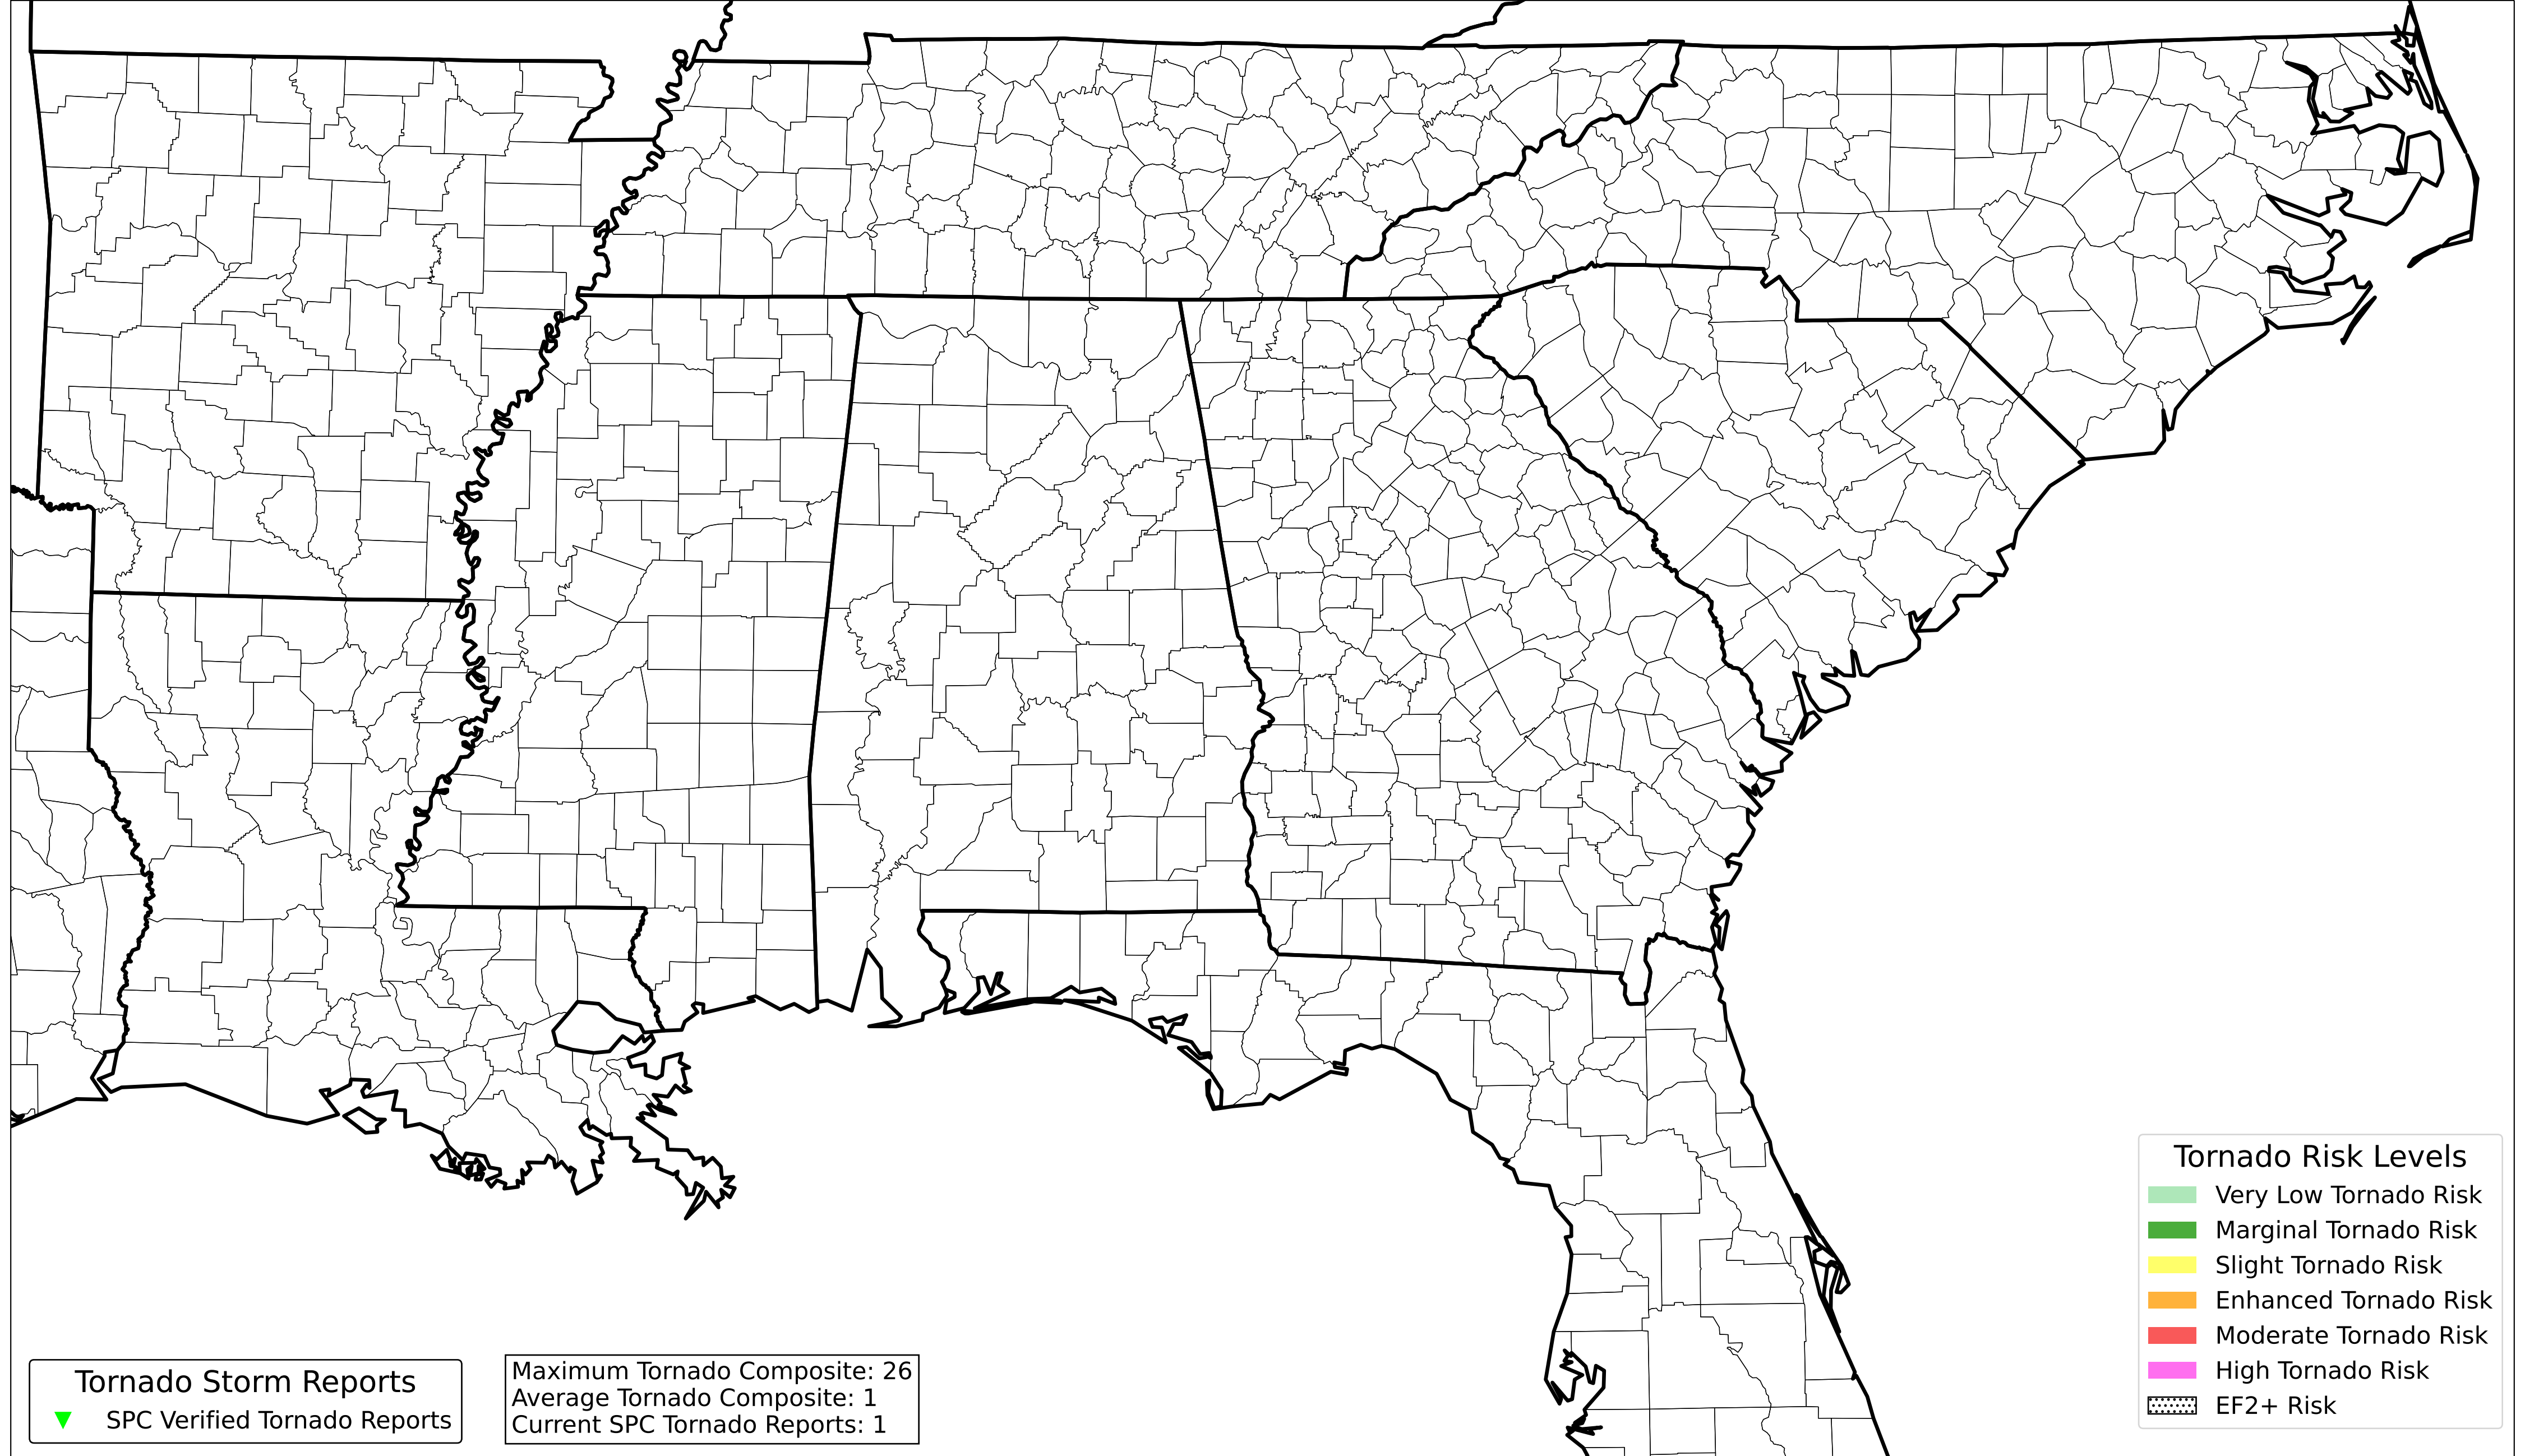 Tornado Risk Levels
Very Low Tornado Risk
Marginal Tornado Risk
Slight Tornado Risk
Enhanced Tornado Risk
Moderate Tornado Risk
High Tornado Risk
EF2+ Risk
Tornado Storm Reports
SPC Verified Tornado Reports
Maximum Tornado Composite: 26
Average Tornado Composite: 1
Current SPC Tornado Reports: 1